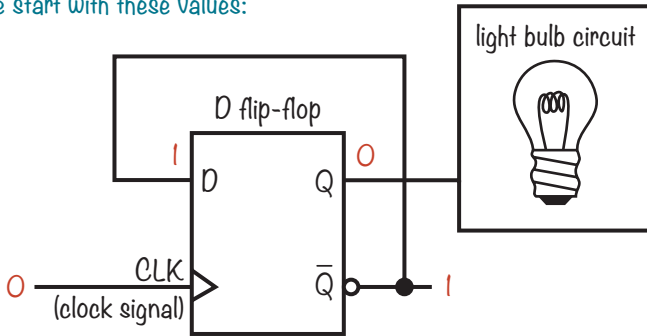 start with these values:
light bulb circuit
D flip-flop
1
0
D
Q
0
CLK
(clock signal)
Q̅
1